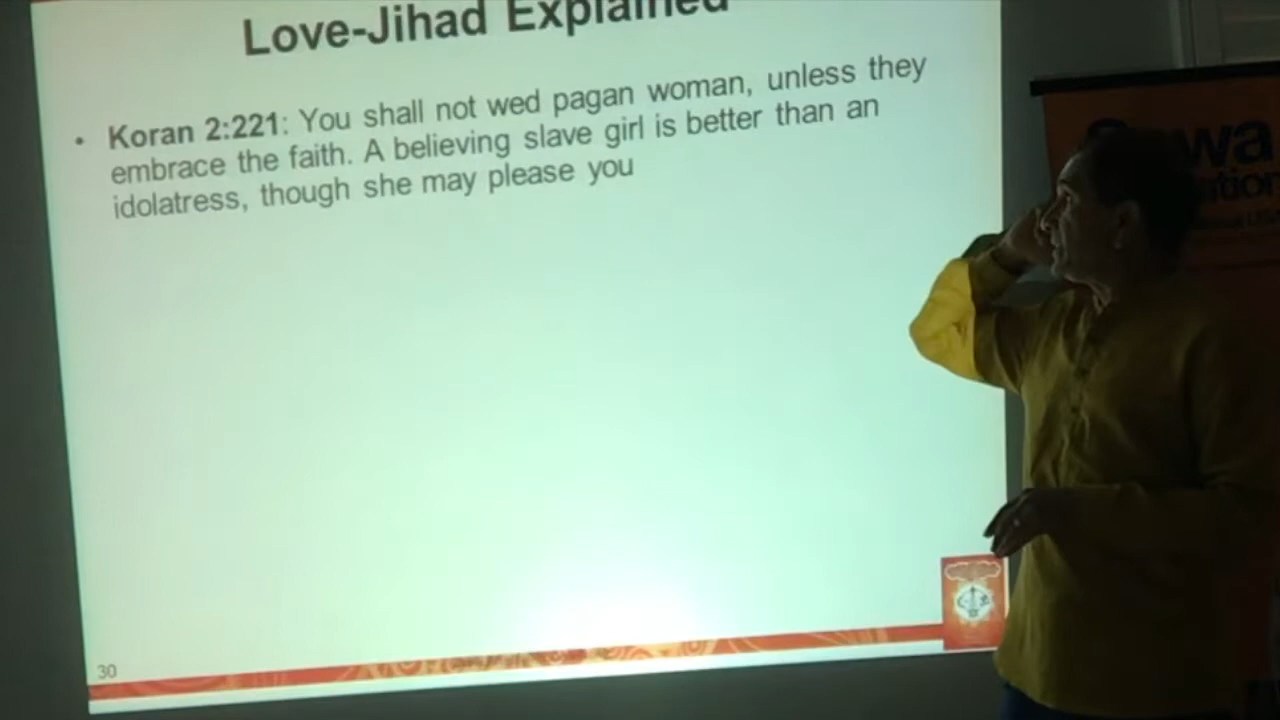 Love-Jihad Explained
• Koran 2:221: You shall not wed pagan woman, unless they
embrace the faith. A believing slave girl is better than an
idolatress, though she may please you
30